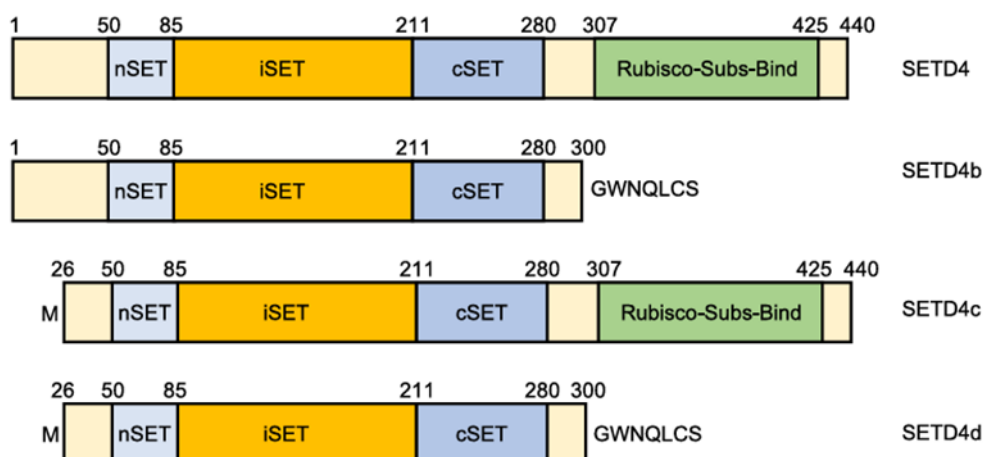 1 50 85 211 280 307 425 440
nSET iSET cSET Rubisco-Subs-Bind SETD4
1 50 85 211 280 300
nSET iSET cSET GWNQLCS SETD4b
26 50 85 211 280 307 425 440
M nSET iSET cSET Rubisco-Subs-Bind SETD4c
26 50 85 211 280 300
M nSET iSET cSET GWNQLCS SETD4d